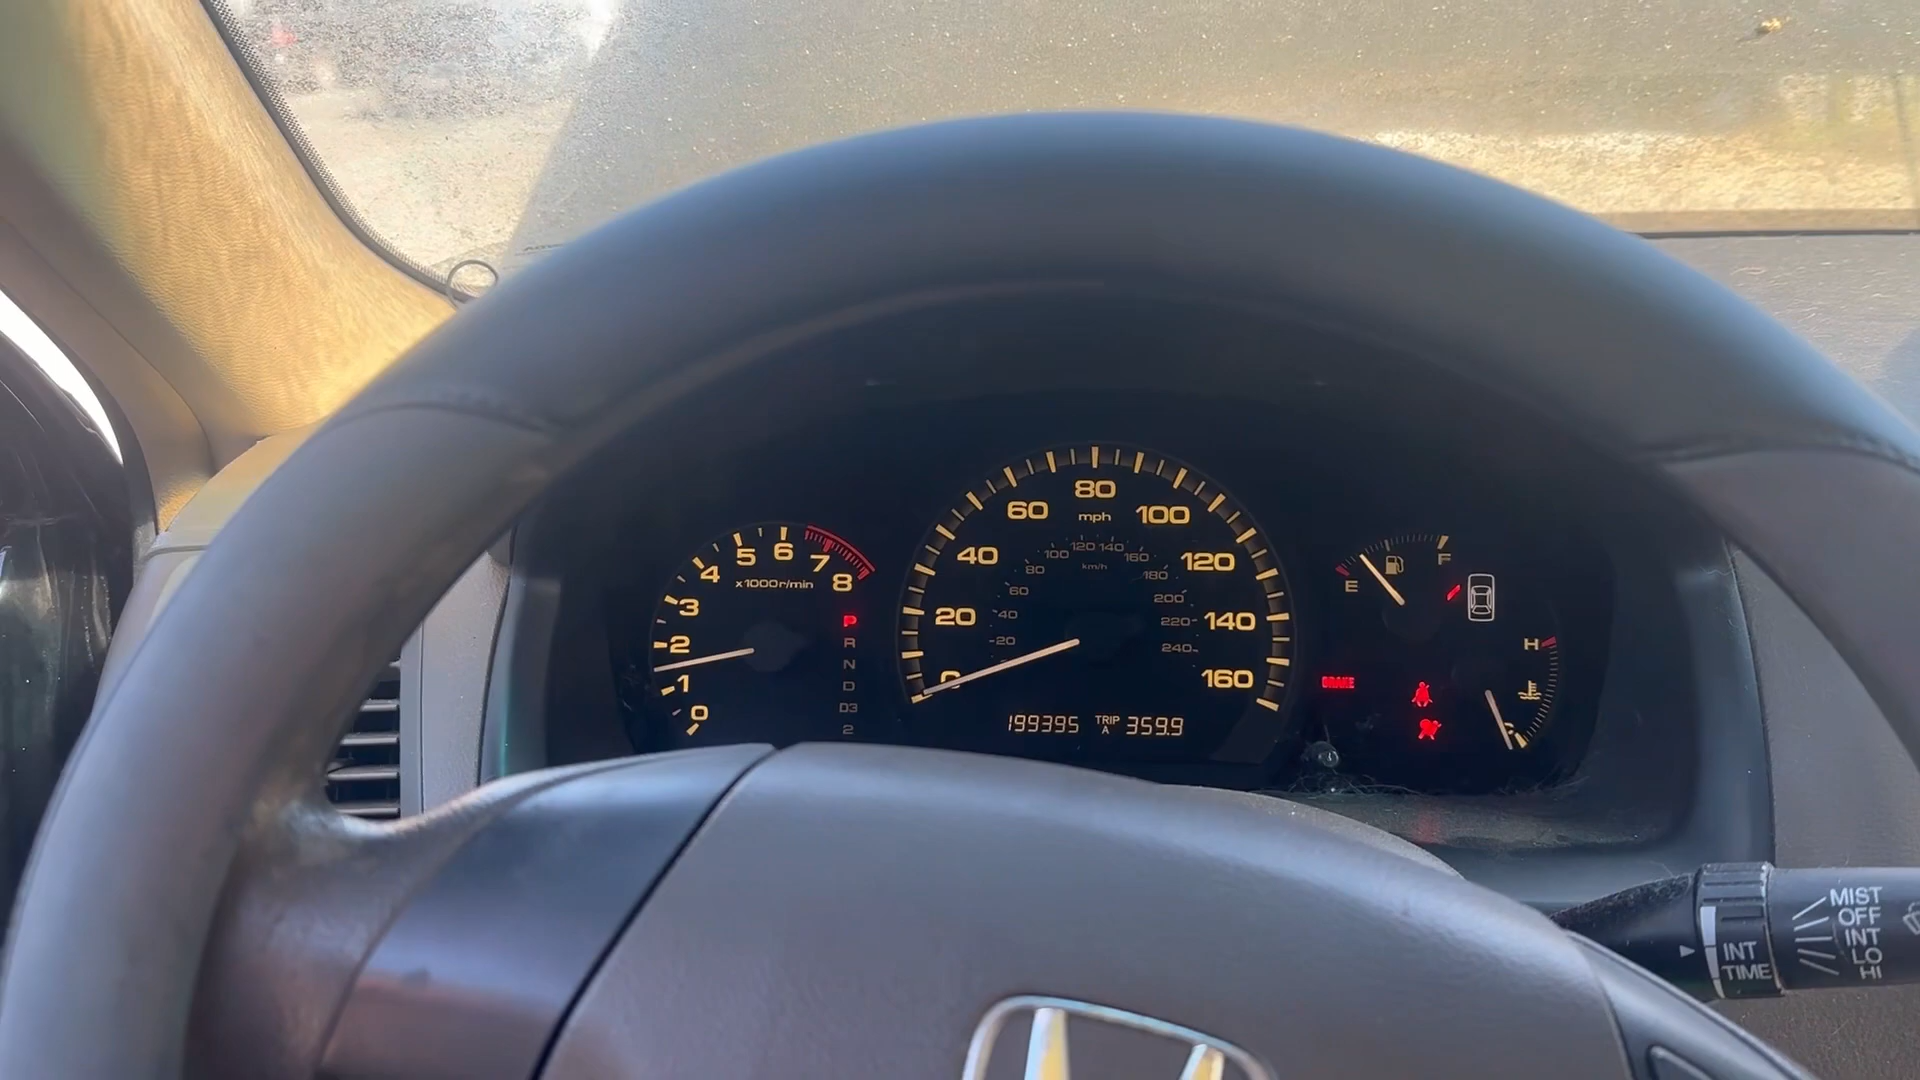 0
1
2
3
4
5
6
7
8
x1000r/min
P
R
N
D
D3
2
0
20
40
60
80
100
120
140
160
mph
20
40
60
80
100
120
140
160
180
200
220
240
km/h
199395 TRIP A 359.9
E
F
H
BRAKE
MIST
OFF
INT
LO
HI
INT
TIME